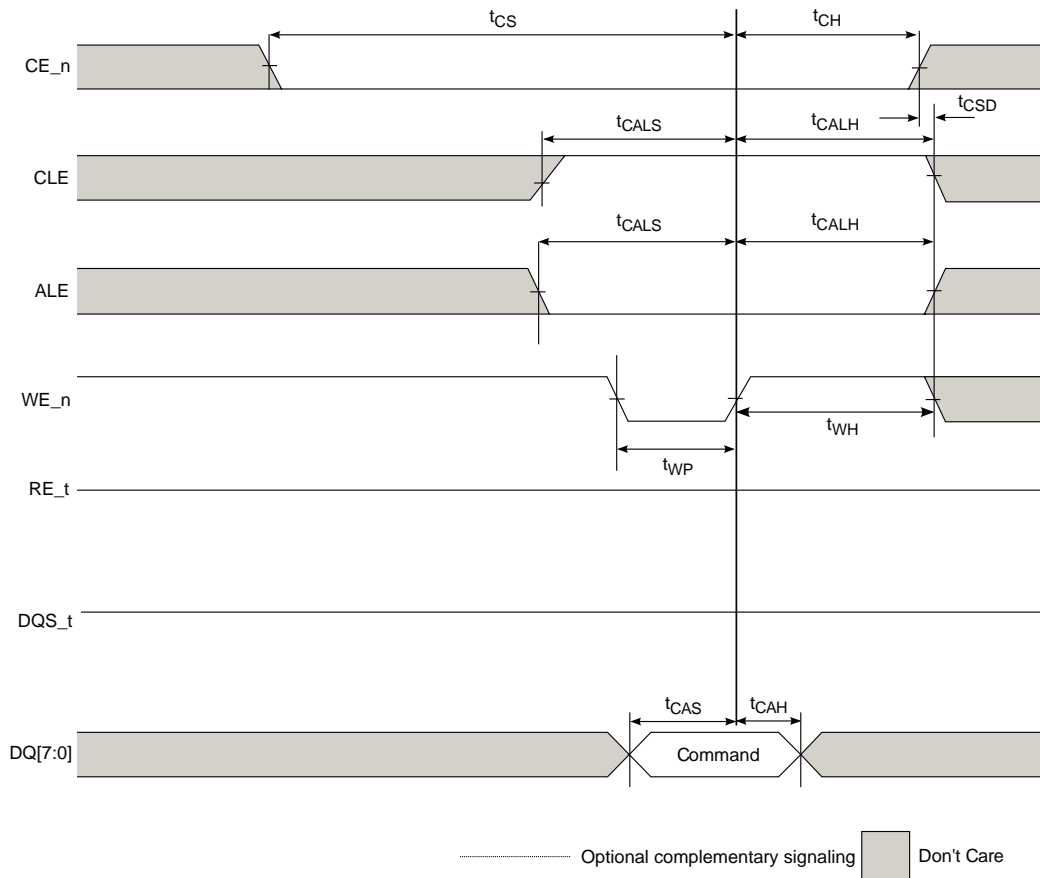 tCS
tCH
CE_n
tCSD
tCALS
tCALH
CLE
tCALS
tCALH
ALE
WE_n
tWH
tWP
RE_t
DQS_t
tCAS
tCAH
DQ[7:0]
Command
Optional complementary signaling
Don't Care